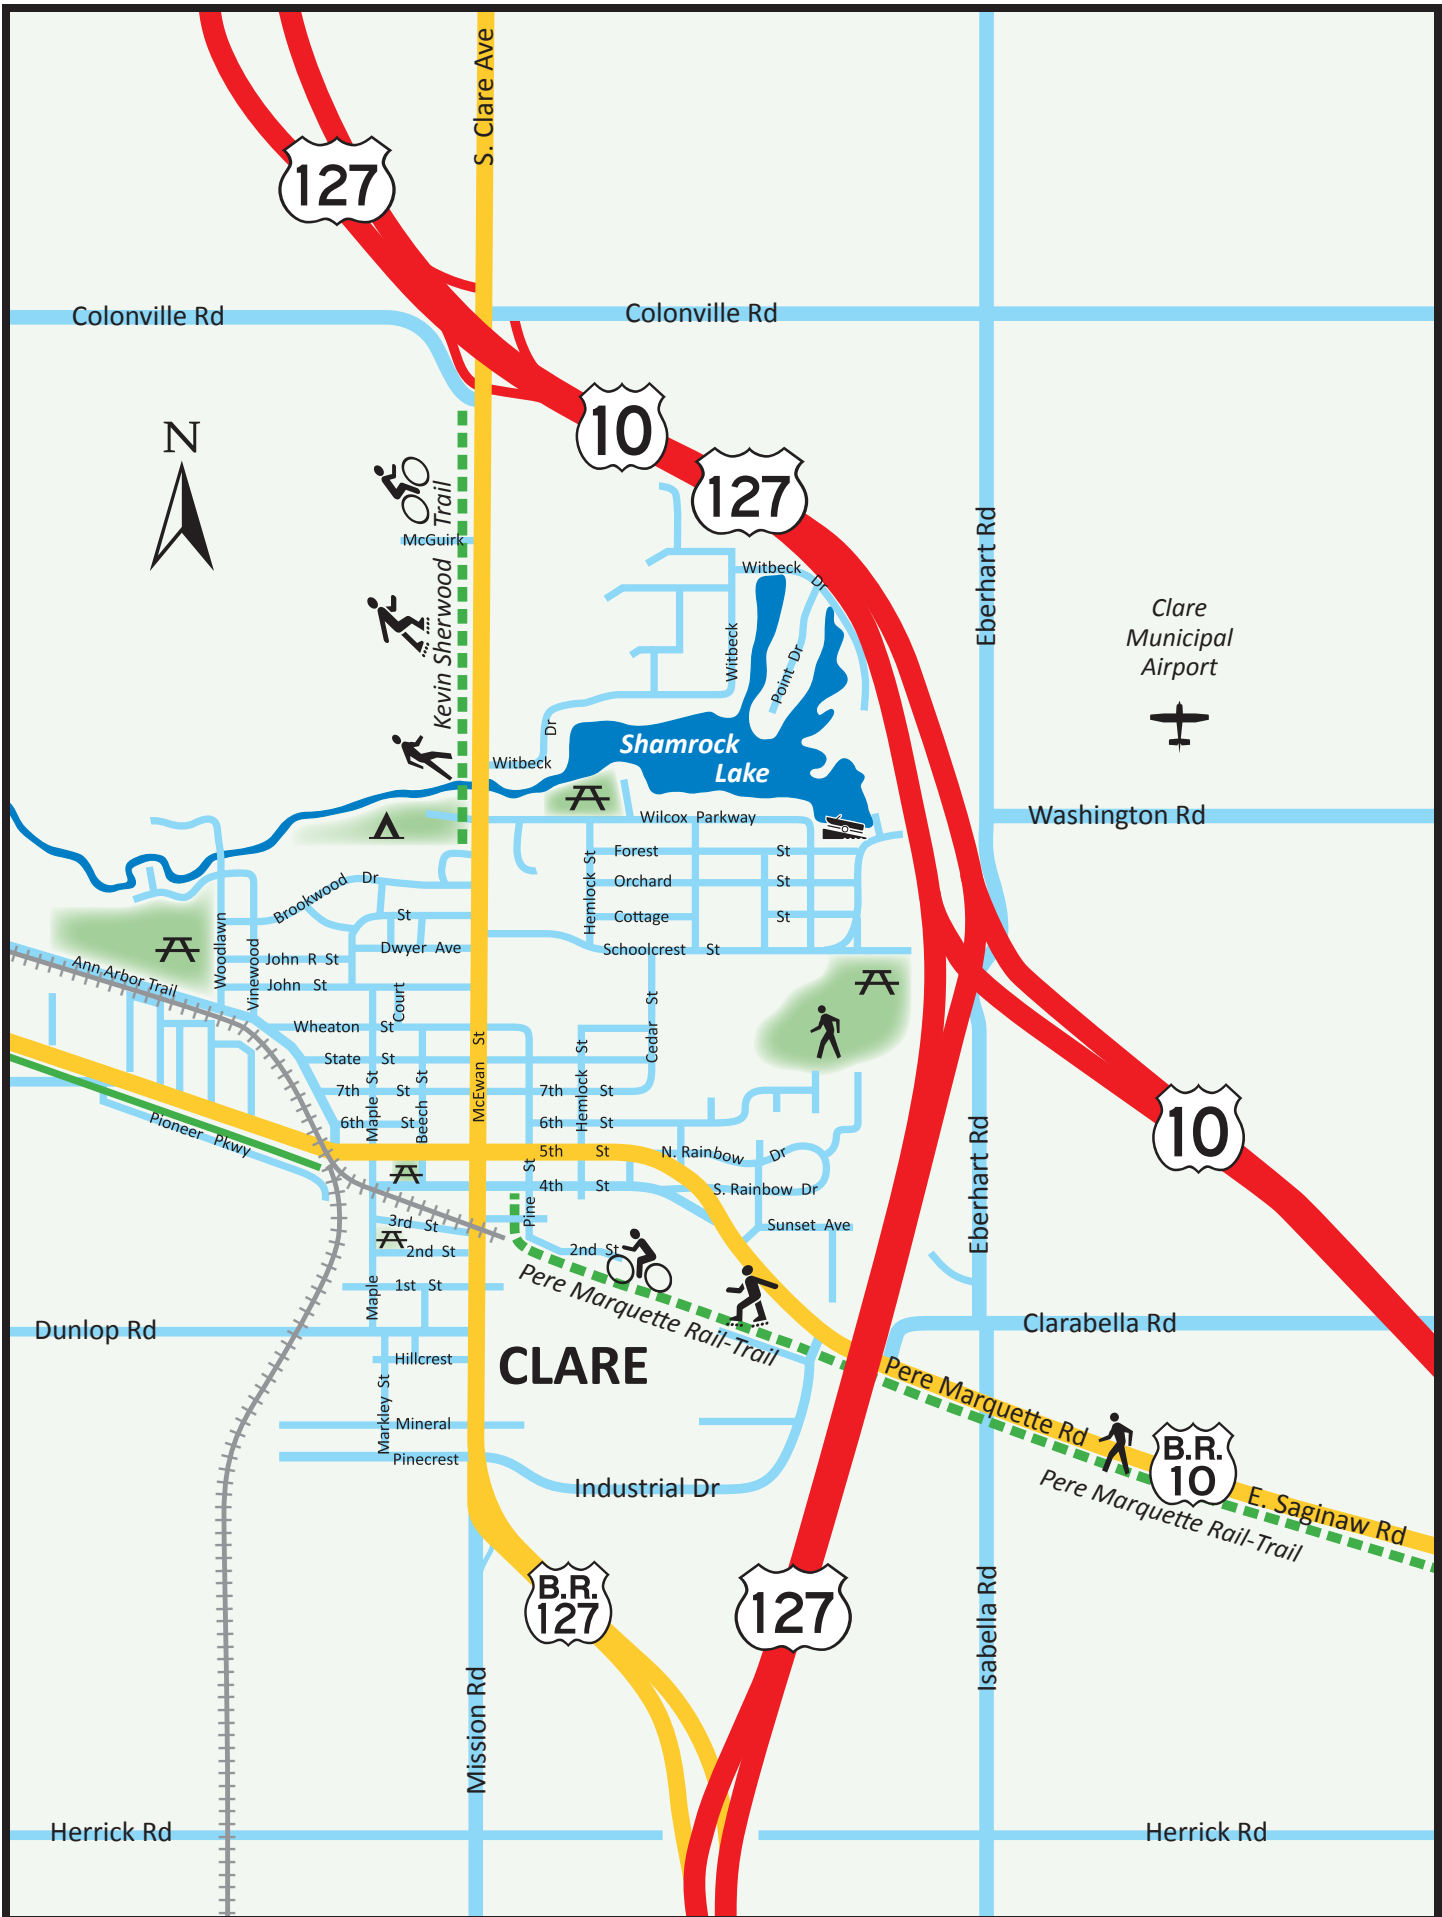 S. Clare Ave
127
Colonville Rd
Colonville Rd
10
127
N
Kevin Sherwood Trail
McGuirk
Witbeck Dr
Witbeck
Point Dr
Eberhart Rd
Clare
Municipal
Airport
Dr
Witbeck
Shamrock
Lake
Washington Rd
Wilcox Parkway
Forest St
Orchard St
Cottage St
Hemlock St
Schoolcrest St
Brookwood Dr
St
Dwyer Ave
Woodlawn
Vinewood
John R St
John St
Court
Ann Arbor Trail
Wheaton St
State St
7th St
6th St
Maple St
Beech St
McEwan St
Cedar St
Hemlock St
7th St
6th St
5th St
4th St
Pine St
N. Rainbow Dr
S. Rainbow Dr
Sunset Ave
Pioneer Pkwy
3rd St
2nd St
2nd St
1st St
Maple
Eberhart Rd
10
Dunlop Rd
Clarabella Rd
Pere Marquette Rail-Trail
CLARE
Hillcrest
Markley St
Mineral
Pinecrest
Industrial Dr
Pere Marquette Rd
B.R.
10
E. Saginaw Rd
Pere Marquette Rail-Trail
B.R.
127
127
Isabella Rd
Mission Rd
Herrick Rd
Herrick Rd